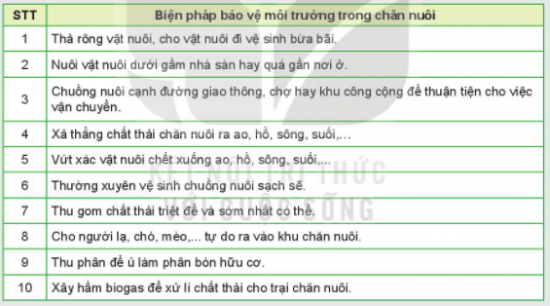 STT Biện pháp bảo vệ môi trường trong chăn nuôi
1 Thả rông vật nuôi, cho vật nuôi đi vệ sinh bừa bãi.
2 Nuôi vật nuôi dưới gầm nhà sàn hay quá gần nơi ở.
3 Chuồng nuôi cạnh đường giao thông, chợ hay khu công cộng để thuận tiện cho việc
vận chuyển.
4 Xả thẳng chất thải chăn nuôi ra ao, hồ, sông, suối,...
5 Vứt xác vật nuôi chết xuống ao, hồ, sông, suối,...
6 Thường xuyên vệ sinh chuồng nuôi sạch sẽ.
KẾT NỐI TRI THỨC
7 Thu gom chất thải triệt để và sớm nhất có thể.
VỚI CUỘC SỐNG
8 Cho người lạ, chó, mèo,... tự do ra vào khu chăn nuôi.
9 Thu phân để ủ làm phân bón hữu cơ.
10 Xây hầm biogas để xử lí chất thải cho trại chăn nuôi.